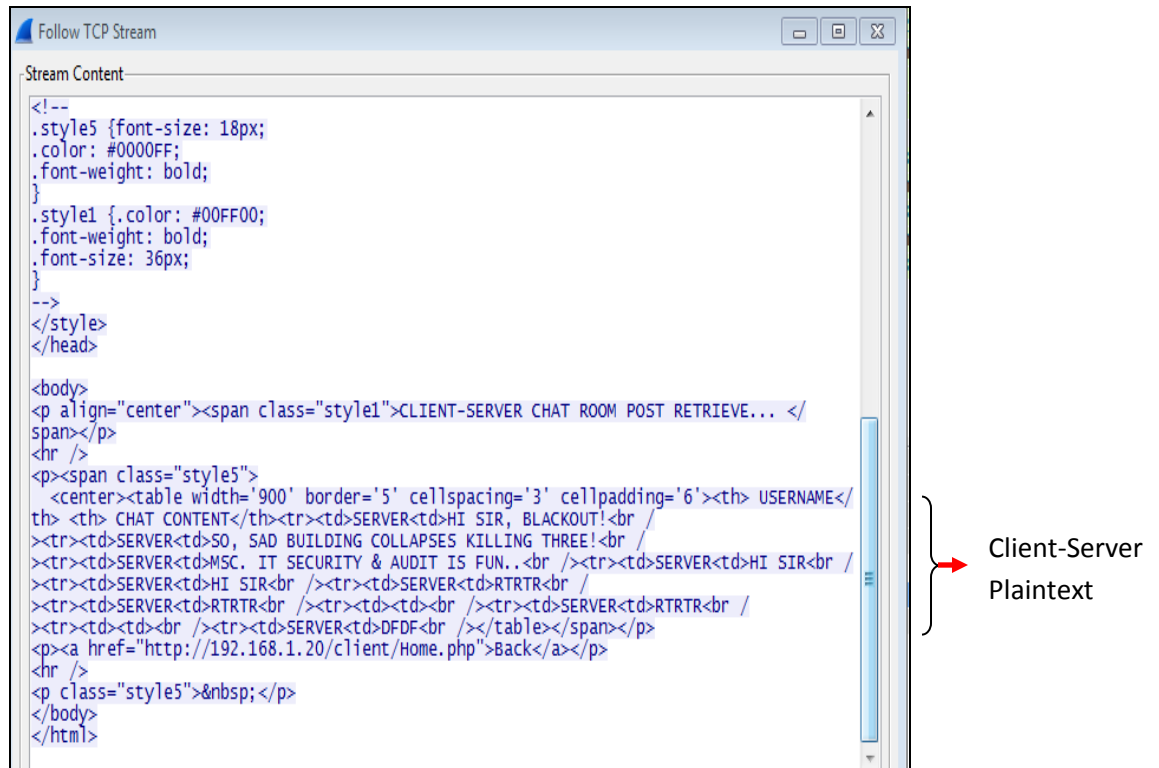 Follow TCP Stream
Stream Content
<!--
.style5 {font-size: 18px;
.color: #0000FF;
.font-weight: bold;
}
.style1 {.color: #00FF00;
.font-weight: bold;
.font-size: 36px;
}
-->
</style>
</head>
<body>
<p align="center"><span class="style1">CLIENT-SERVER CHAT ROOM POST RETRIEVE... </
span></p>
<hr />
<p><span class="style5">
<center><table width='900' border='5' cellspacing='3' cellpadding='6'><th> USERNAME</
th> <th> CHAT CONTENT</th><tr><td>SERVER<td>HI SIR, BLACKOUT!<br /
><tr><td>SERVER<td>SO, SAD BUILDING COLLAPSES KILLING THREE!<br /
><tr><td>SERVER<td>MSC. IT SECURITY & AUDIT IS FUN..<br /><tr><td>SERVER<td>HI SIR<br /
><tr><td>SERVER<td>HI SIR<br /><tr><td>SERVER<td>RTRTR<br /
><tr><td>SERVER<td>RTRTR<br /><tr><td><td><br /><tr><td>SERVER<td>RTRTR<br /
><tr><td><td><br /><tr><td>SERVER<td>DFDF<br /></table></span></p>
<p><a href="http://192.168.1.20/client/Home.php">Back</a></p>
<hr />
<p class="style5">&nbsp;</p>
</body>
</html>
Client-Server
Plaintext